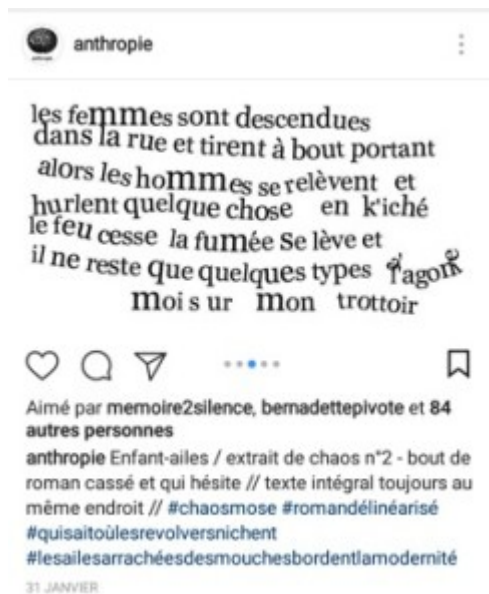 anthropie
les femmes sont descendues
dans la rue et tirent à bout portant
alors les hommes se relèvent et
hurlent quelque chose en k'iché
le feu cesse la fumée Se lève et
il ne reste que quelques types
moi s ur mon trottoir
Aimé par memoire2silence, bernadettepivote et 84
autres personnes
anthropie Enfant-ailes / extrait de chaos n°2 - bout de
roman cassé et qui hésite // texte intégral toujours au
même endroit // #chaosmose #romandélinéarisé
#quisaitoùlesrevolversnichent
#lesailesarrachéesdesmouchesbordentlamodernité
31 JANVIER